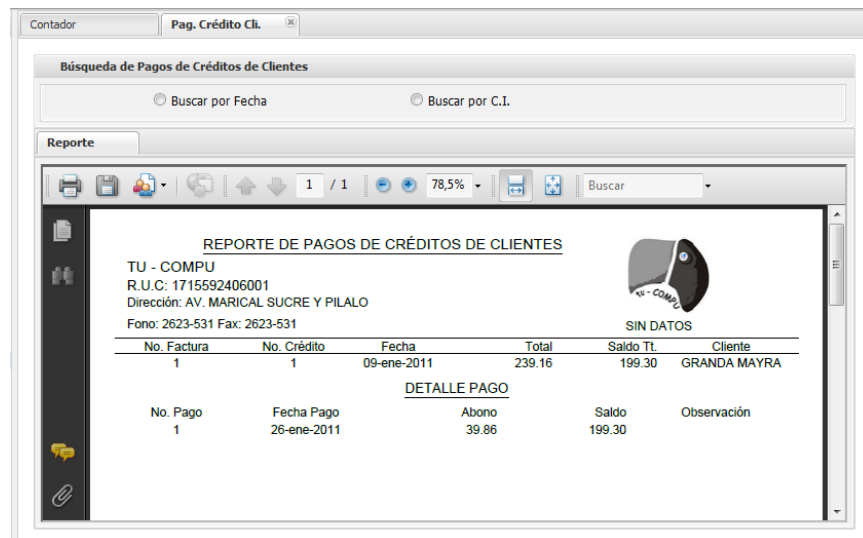 Contador Pag. Crédito Cli.
Búsqueda de Pagos de Créditos de Clientes
Buscar por Fecha Buscar por C.I.
Reporte
1 / 1 78,5% Buscar
REPORTE DE PAGOS DE CRÉDITOS DE CLIENTES
TU - COMPU
R.U.C: 1715592406001
Dirección: AV. MARICAL SUCRE Y PILALO
TU - COMPU
Fono: 2623-531 Fax: 2623-531 SIN DATOS
No. Factura No. Crédito Fecha Total Saldo Tt. Cliente
1 1 09-ene-2011 239.16 199.30 GRANDA MAYRA
DETALLE PAGO
No. Pago Fecha Pago Abono Saldo Observación
1 26-ene-2011 39.86 199.30